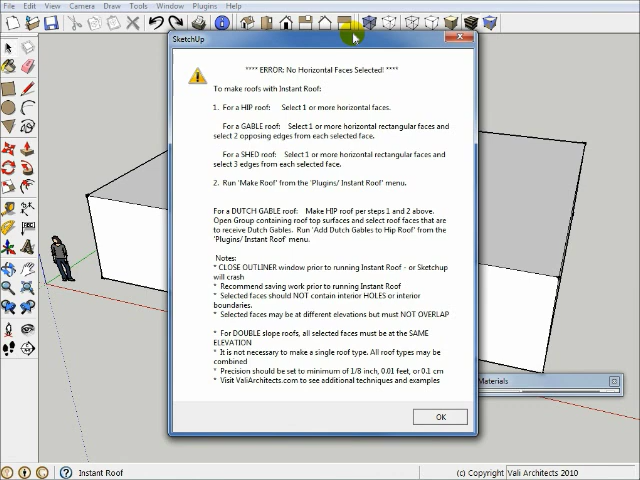 File Edit View Camera Draw Tools Window Plugins Help
SketchUp
**** ERROR: No Horizontal Faces Selected! ****
To make roofs with Instant Roof:
1. For a HIP roof: Select 1 or more horizontal faces.
For a GABLE roof: Select 1 or more horizontal rectangular faces and
select 2 opposing edges from each selected face.
For a SHED roof: Select 1 or more horizontal rectangular faces and
select 3 edges from each selected face.
2. Run 'Make Roof' from the 'Plugins/ Instant Roof' menu.
For a DUTCH GABLE roof: Make HIP roof per steps 1 and 2 above.
Open Group containing roof top surfaces and select roof faces that are
to receive Dutch Gables. Run 'Add Dutch Gables to Hip Roof' from the
'Plugins/ Instant Roof' menu.
Notes:
* CLOSE OUTLINER window prior to running Instant Roof - or Sketchup
will crash
* Recommend saving work prior to running Instant Roof
* Selected faces should NOT contain interior HOLES or interior
boundaries.
* Selected faces may be at different elevations but must NOT OVERLAP
* For DOUBLE slope roofs, all selected faces must be at the SAME
ELEVATION
* It is not necessary to make a single roof type. All roof types may be
combined
* Precision should be set to minimum of 1/8 inch, 0.01 feet, or 0.1 cm
* Visit ValiArchitects.com to see additional techniques and examples
Materials
OK
Instant Roof
(c) Copyright Vali Architects 2010